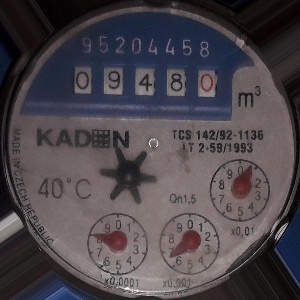 95204458
09480
m³
KADEN
TCS 142/92-1136
LT 2-59/1993
MADE IN CZECH REPUBLIC
40°C
Qn1,5
x0,01
x0,0001
x0,001